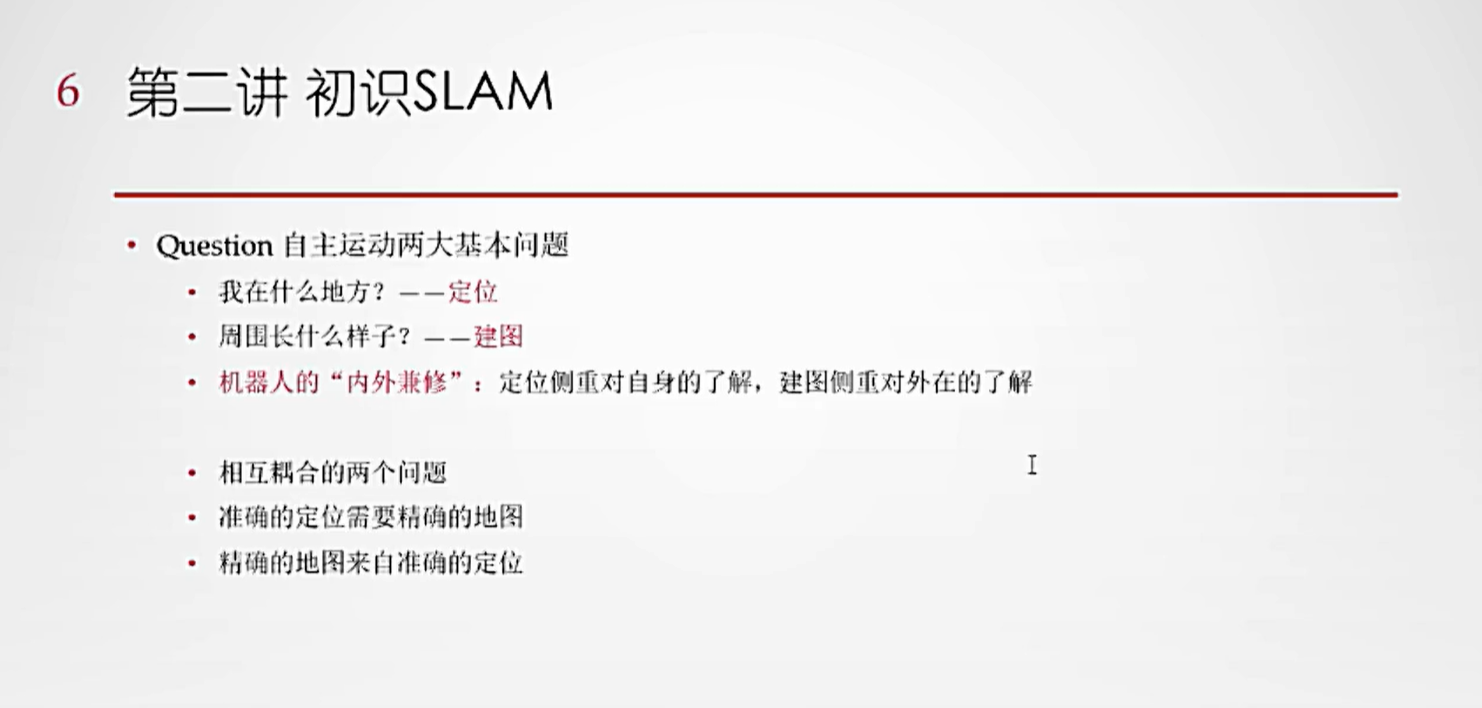 6 第二讲 初识SLAM
• Question 自主运动两大基本问题
• 我在什么地方？——定位
• 周围长什么样子？——建图
• 机器人的“内外兼修”：定位侧重对自身的了解，建图侧重对外在的了解
• 相互耦合的两个问题
• 准确的定位需要精确的地图
• 精确的地图来自准确的定位